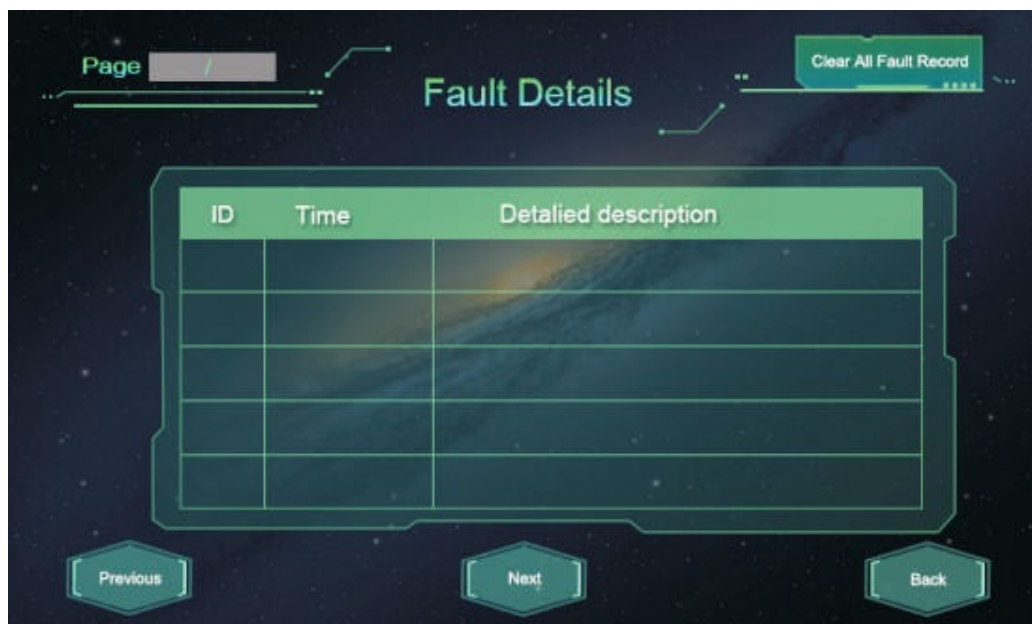 Page /
Clear All Fault Record
Fault Details
ID Time Detalied description
Previous Next Back